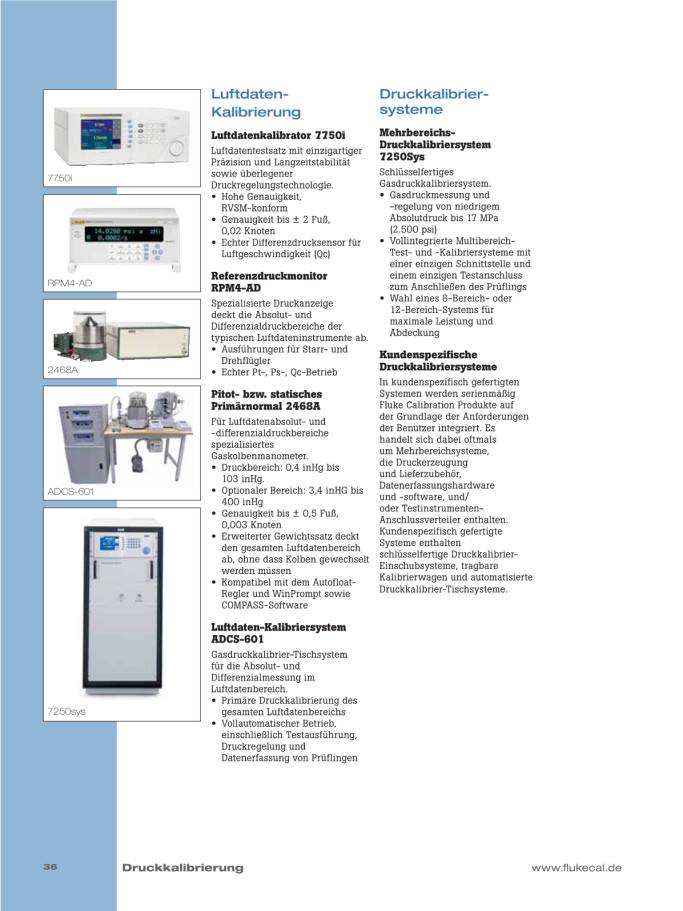 7750i
RPM4-AD
2468A
ADCS-601
7250sys
Luftdaten-
Kalibrierung
Luftdatenkalibrator 7750i
Luftdatentestsatz mit einzigartiger
Präzision und Langzeitstabilität
sowie überlegener
Druckregelungstechnologie.
• Hohe Genauigkeit,
RVSM-konform
• Genauigkeit bis ± 2 Fuß,
0,02 Knoten
• Echter Differenzdrucksensor für
Luftgeschwindigkeit (Qc)
Referenzdruckmonitor
RPM4-AD
Spezialisierte Druckanzeige
deckt die Absolut- und
Differenzialdruckbereiche der
typischen Luftdateninstrumente ab.
• Ausführungen für Starr- und
Drehflügler
• Echter Pt-, Ps-, Qc-Betrieb
Pitot- bzw. statisches
Primärnormal 2468A
Für Luftdatenabsolut- und
-differenzialdruckbereiche
spezialisiertes
Gaskolbenmanometer.
• Druckbereich: 0,4 inHg bis
103 inHg.
• Optionaler Bereich: 3,4 inHG bis
400 inHg
• Genauigkeit bis ± 0,5 Fuß,
0,003 Knoten
• Erweiterter Gewichtssatz deckt
den gesamten Luftdatenbereich
ab, ohne dass Kolben gewechselt
werden müssen
• Kompatibel mit dem Autofloat-
Regler und WinPrompt sowie
COMPASS-Software
Luftdaten-Kalibriersystem
ADCS-601
Gasdruckkalibrier-Tischsystem
für die Absolut- und
Differenzialmessung im
Luftdatenbereich.
• Primäre Druckkalibrierung des
gesamten Luftdatenbereichs
• Vollautomatischer Betrieb,
einschließlich Testausführung,
Druckregelung und
Datenerfassung von Prüflingen
Druckkalibrier-
systeme
Mehrbereichs-
Druckkalibriersystem
7250Sys
Schlüsselfertiges
Gasdruckkalibriersystem.
• Gasdruckmessung und
-regelung von niedrigem
Absolutdruck bis 17 MPa
(2.500 psi)
• Vollintegrierte Multibereich-
Test- und -Kalibriersysteme mit
einer einzigen Schnittstelle und
einem einzigen Testanschluss
zum Anschließen des Prüflings
• Wahl eines 8-Bereich- oder
12-Bereich-Systems für
maximale Leistung und
Abdeckung
Kundenspezifische
Druckkalibriersysteme
In kundenspezifisch gefertigten
Systemen werden serienmäßig
Fluke Calibration Produkte auf
der Grundlage der Anforderungen
der Benutzer integriert. Es
handelt sich dabei oftmals
um Mehrbereichsysteme,
die Druckerzeugung
und Lieferzubehör,
Datenerfassungshardware
und -software, und/
oder Testinstrumenten-
Anschlussverteiler enthalten.
Kundenspezifisch gefertigte
Systeme enthalten
schlüsselfertige Druckkalibrier-
Einschubsysteme, tragbare
Kalibrierwagen und automatisierte
Druckkalibrier-Tischsysteme.
36
Druckkalibrierung
www.flukecal.de